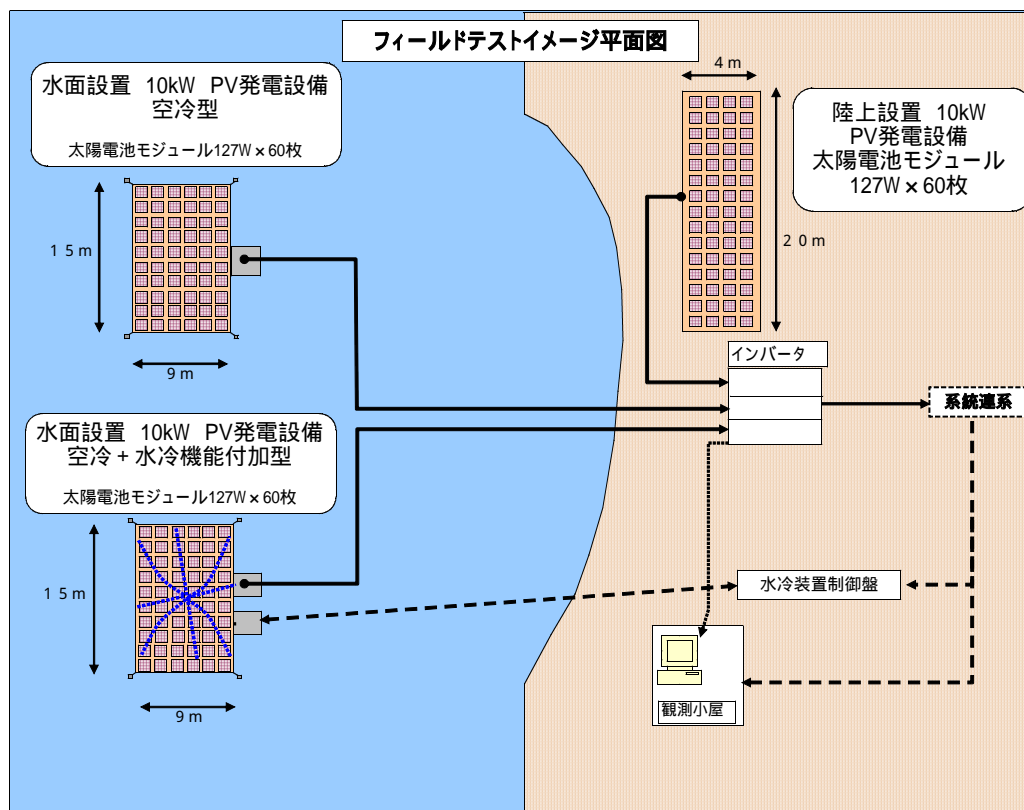 フィールドテストイメージ平面図
水面設置 10kW PV発電設備
空冷型
太陽電池モジュール127W×60枚
15m
9m
4m
20m
陸上設置 10kW
PV発電設備
太陽電池モジュール
127W×60枚
インバータ
系統連系
水面設置 10kW PV発電設備
空冷+水冷機能付加型
太陽電池モジュール127W×60枚
15m
9m
水冷装置制御盤
観測小屋